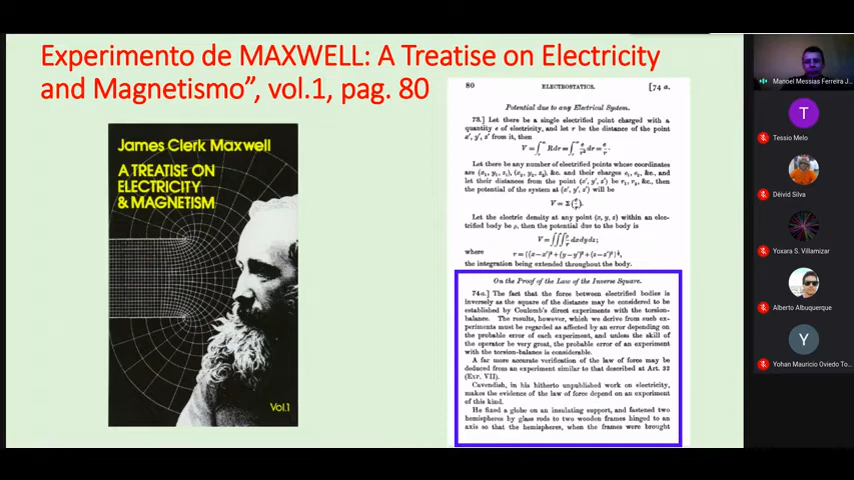 Experimento de MAXWELL: A Treatise on Electricity
and Magnetismo”, vol.1, pag. 80
James Clerk Maxwell
A TREATISE ON
ELECTRICITY
& MAGNETISM
Vol.1
80 ELECTROSTATICS. [74 a.
Potential due to any Electrical System.
73.] Let there be a single electrified point charged with a
quantity e of electricity, and let r be the distance of the point
x′, y′, z′ from it, then
V = ∫ᵣ^∞ R dr = ∫ᵣ^∞ e/r² dr = e/r.
Let there be any number of electrified points whose coordinates
are (x₁, y₁, z₁), (x₂, y₂, z₂), &c. and their charges e₁, e₂, &c., and
let their distances from the point (x′, y′, z′) be r₁, r₂, &c., then
the potential of the system at (x′, y′, z′) will be
V = Σ(e/r).
Let the electric density at any point (x, y, z) within an elec-
trified body be ρ, then the potential due to the body is
V = ∫∫∫ ρ/r dx dy dz;
where r = {(x−x′)² + (y−y′)² + (z−z′)²}^½,
the integration being extended throughout the body.
On the Proof of the Law of the Inverse Square.
74 a.] The fact that the force between electrified bodies is
inversely as the square of the distance may be considered to be
established by Coulomb's direct experiments with the torsion-
balance. The results, however, which we derive from such ex-
periments must be regarded as affected by an error depending on
the probable error of each experiment, and unless the skill of
the operator be very great, the probable error of an experiment
with the torsion-balance is considerable.
A far more accurate verification of the law of force may be
deduced from an experiment similar to that described at Art. 32
(Exp. VII).
Cavendish, in his hitherto unpublished work on electricity,
makes the evidence of the law of force depend on an experiment
of this kind.
He fixed a globe on an insulating support, and fastened two
hemispheres by glass rods to two wooden frames hinged to an
axis so that the hemispheres, when the frames were brought
Manoel Messias Ferreira J...
T
Tessio Melo
Déivid Silva
Yoxara S. Villamizar
Alberto Albuquerque
Y
Yohan Mauricio Oviedo To...